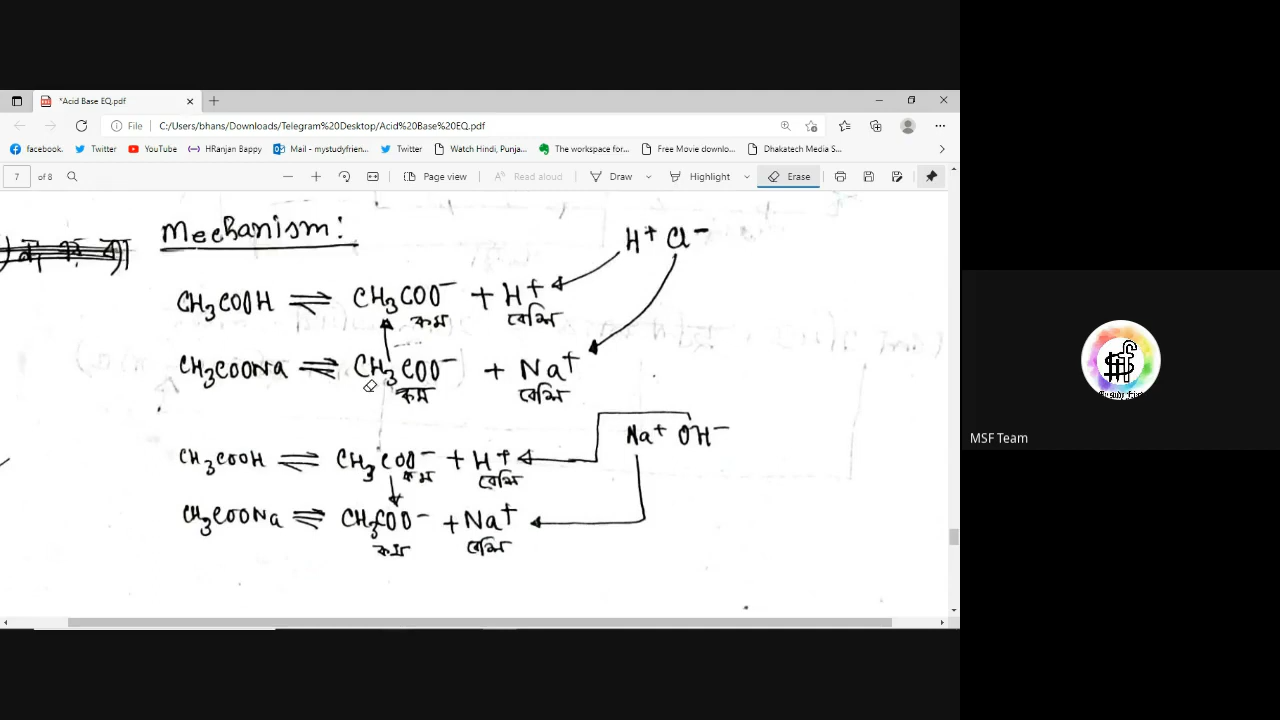 *Acid Base EQ.pdf
File C:/Users/bhans/Downloads/Telegram%20Desktop/Acid%20Base%20EQ.pdf
facebook. Twitter YouTube HRanjan Bappy Mail - mystudyfrien... Twitter Watch Hindi, Punja... The workspace for... Free Movie downlo... Dhakatech Media S...
7 of 8 Page view Read aloud Draw Highlight Erase
Mechanism:
H+ Cl−
CH3COOH ⇌ CH3COO− + H+
কম বেশি
CH3COONa ⇌ CH3COO− + Na+
কম বেশি
Na+ OH−
CH3COOH ⇌ CH3COO− + H+
কম বেশি
CH3COONa ⇌ CH3COO− + Na+
কম বেশি
MSF Team